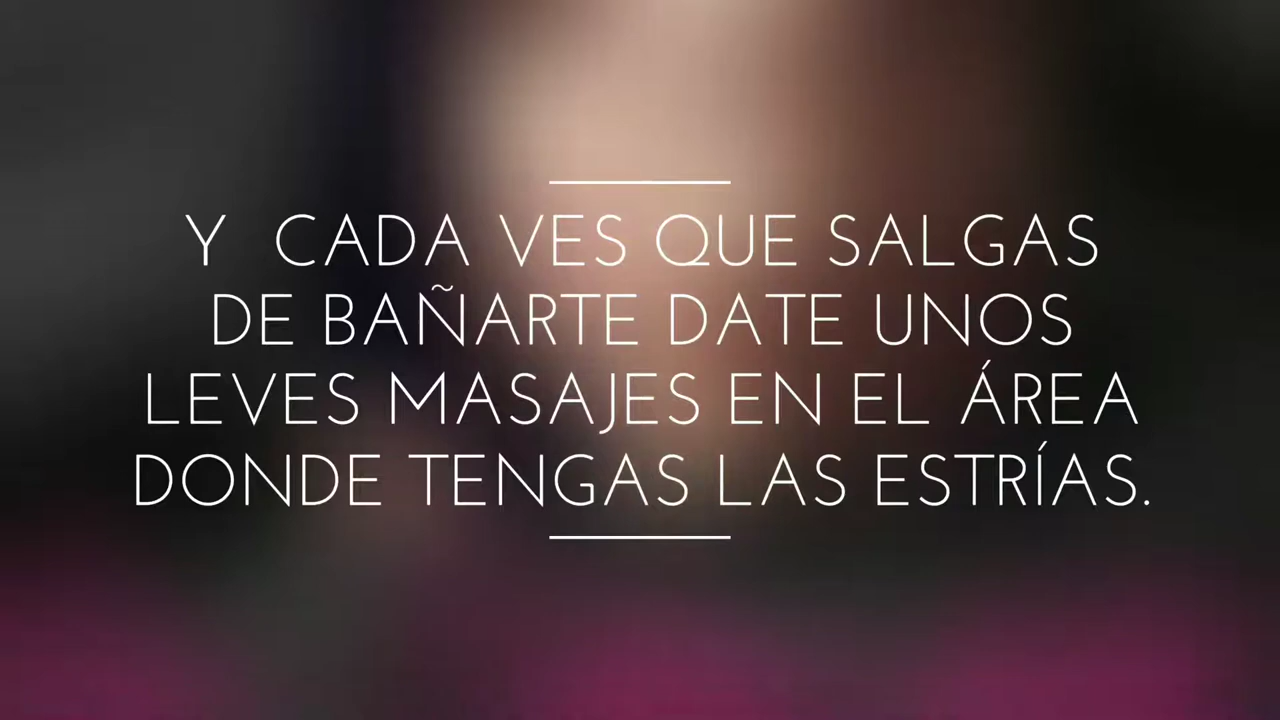 Y  CADA VES QUE SALGAS
DE BAÑARTE DATE UNOS
LEVES MASAJES EN EL ÁREA
DONDE TENGAS LAS ESTRÍAS.